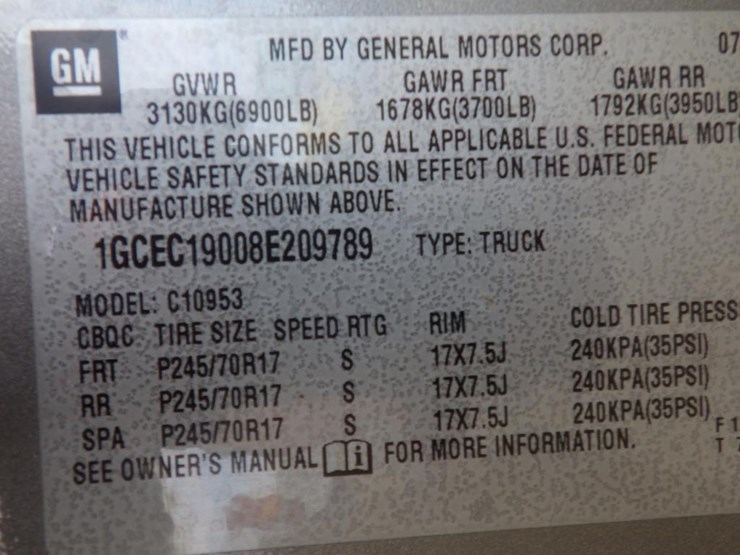 GM
MFD BY GENERAL MOTORS CORP. 07
GVWR GAWR FRT GAWR RR
3130KG(6900LB) 1678KG(3700LB) 1792KG(3950LB
THIS VEHICLE CONFORMS TO ALL APPLICABLE U.S. FEDERAL MOT
VEHICLE SAFETY STANDARDS IN EFFECT ON THE DATE OF
MANUFACTURE SHOWN ABOVE.
1GCEC19008E209789 TYPE: TRUCK
MODEL: C10953
CBQC TIRE SIZE SPEED RTG RIM COLD TIRE PRESS
FRT P245/70R17 S 17X7.5J 240KPA(35PSI)
RR P245/70R17 S 17X7.5J 240KPA(35PSI)
SPA P245/70R17 S 17X7.5J 240KPA(35PSI)
SEE OWNER'S MANUAL i FOR MORE INFORMATION.
F 1
T 7